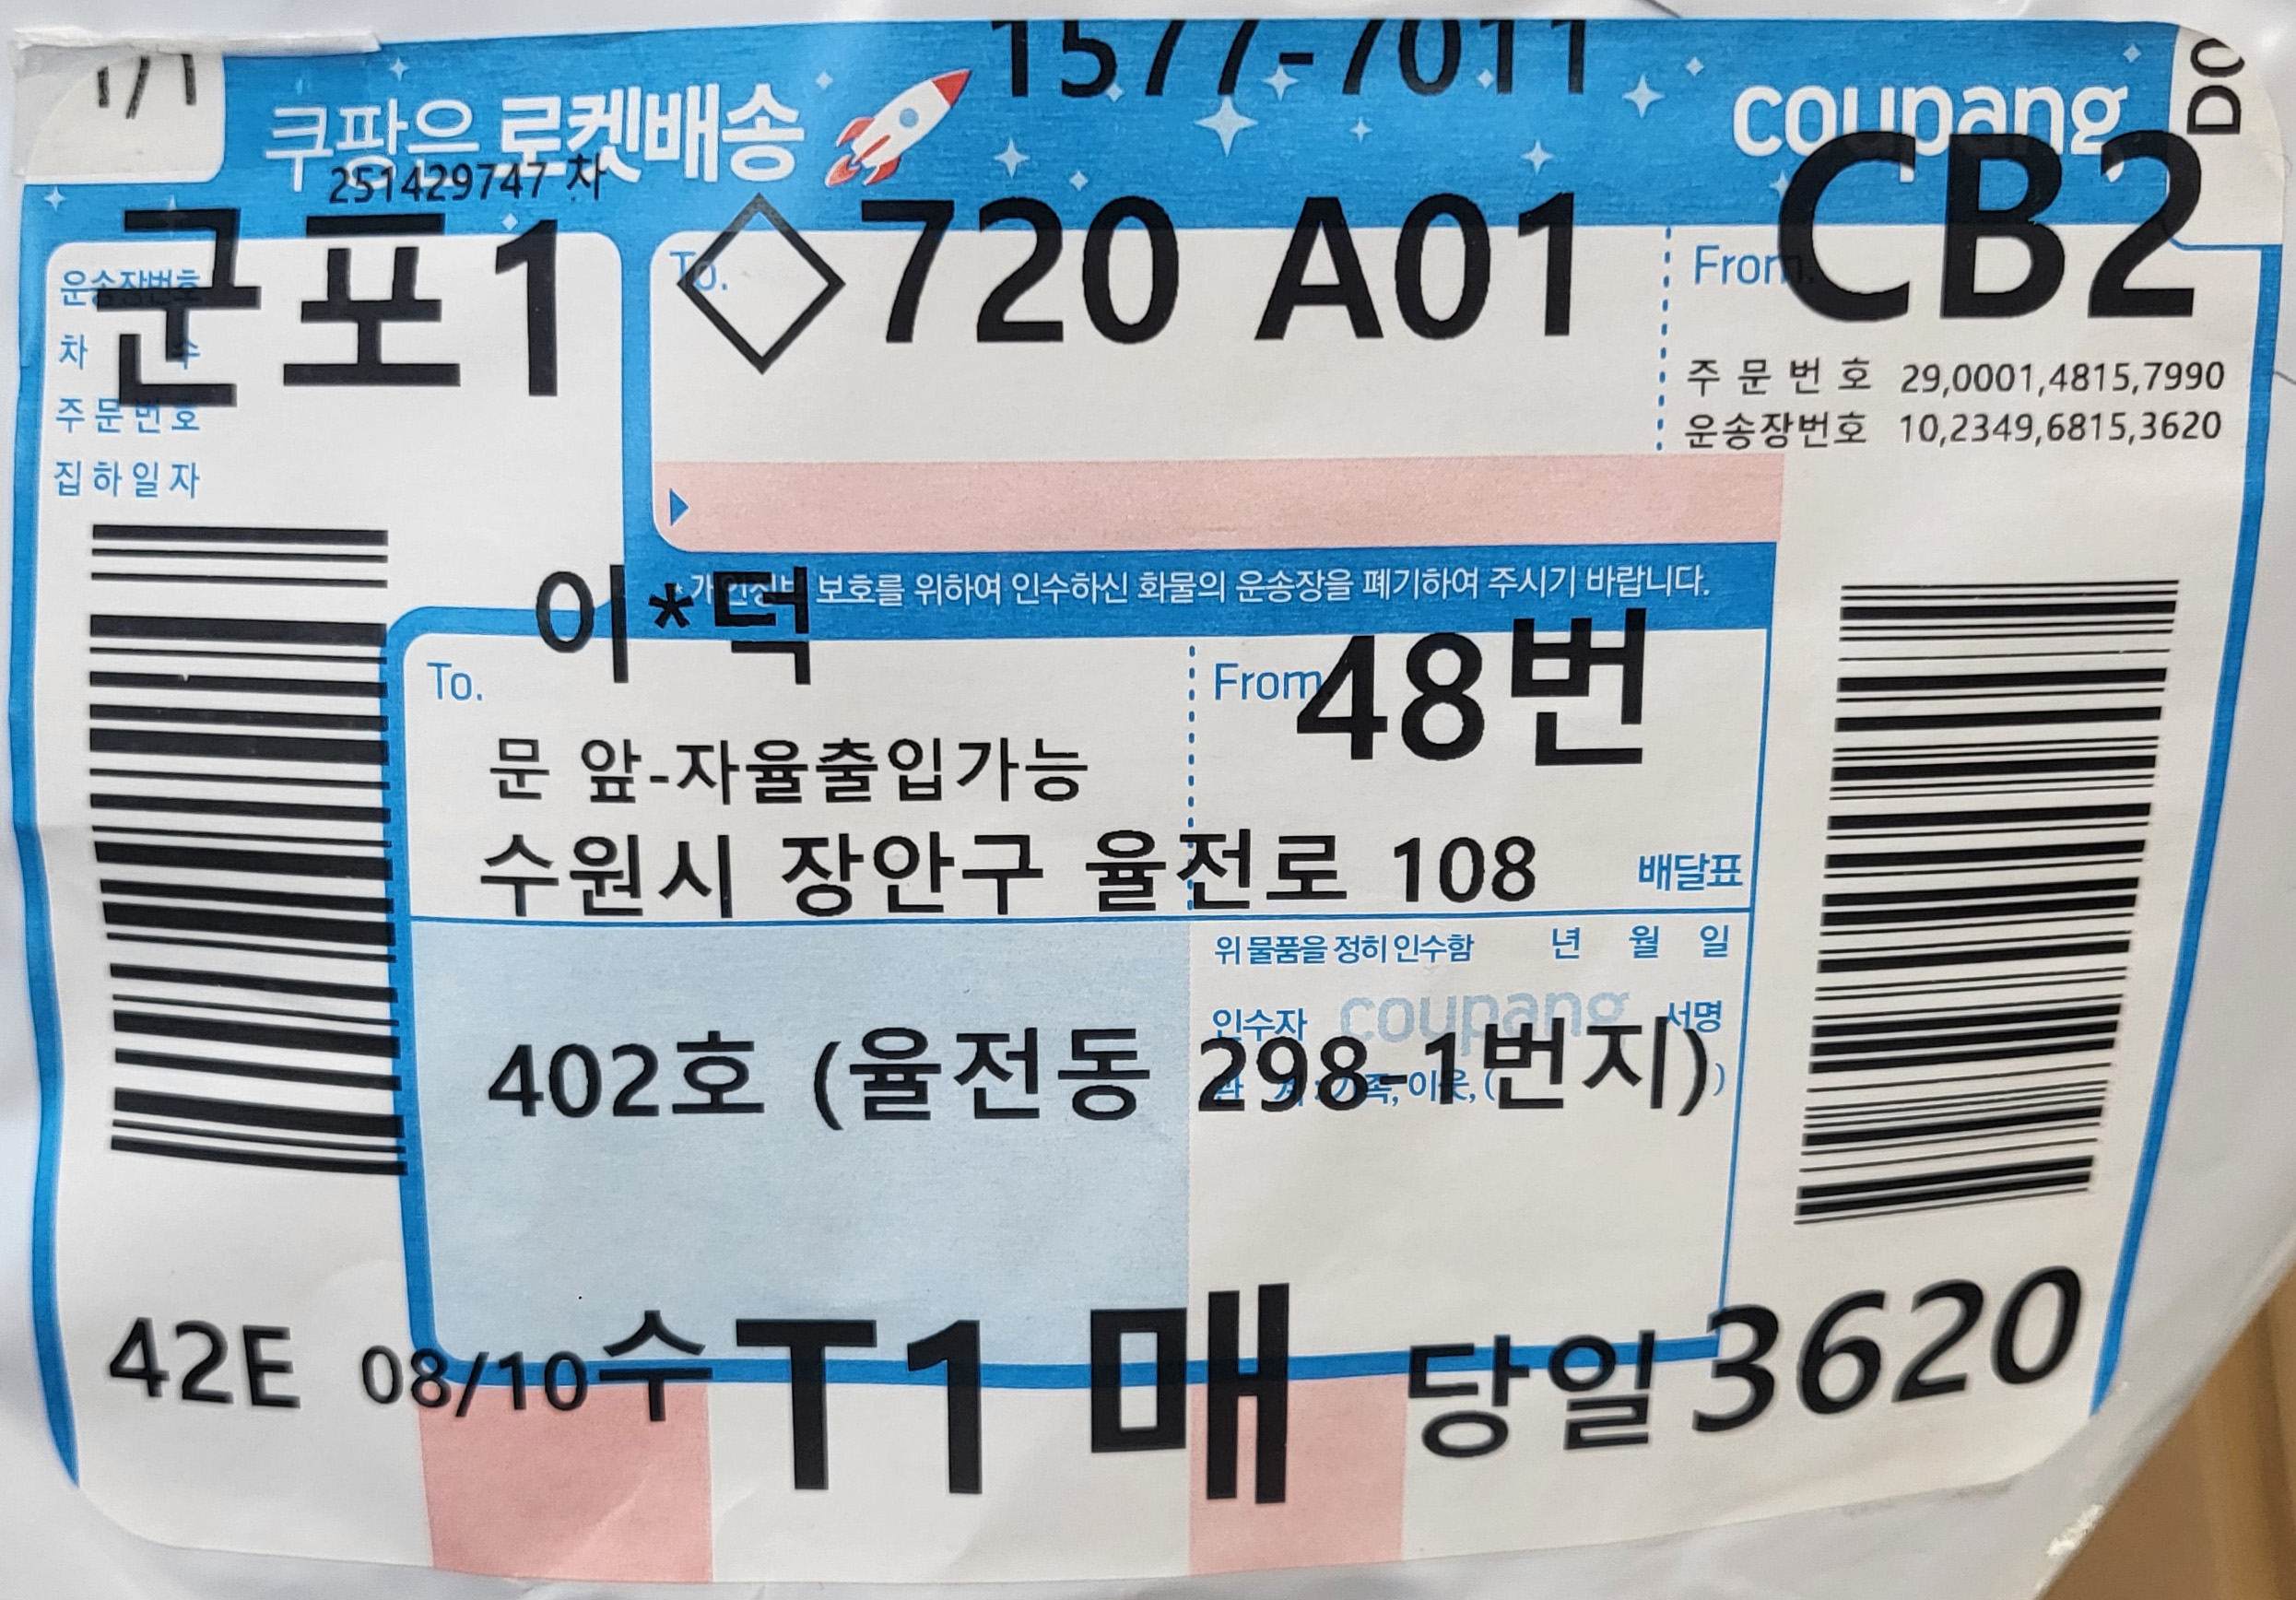 1/1
1577-7011
쿠팡은 로켓배송
coupang
251429747 차
군포1
◇720 A01
CB2
To.
From.
운송장번호
차 수
주문번호
집하일자
주 문 번 호 29,0001,4815,7990
운송장번호 10,2349,6815,3620
* 개인정보 보호를 위하여 인수하신 화물의 운송장을 폐기하여 주시기 바랍니다.
이*덕
To.
From
48번
문 앞-자율출입가능
수원시 장안구 율전로 108
배달표
위 물품을 정히 인수함 년 월 일
인수자 coupang 서명
관 계 : 가족, 이웃, ( )
402호 (율전동 298-1번지)
42E 08/10수 T1 매 당일 3620